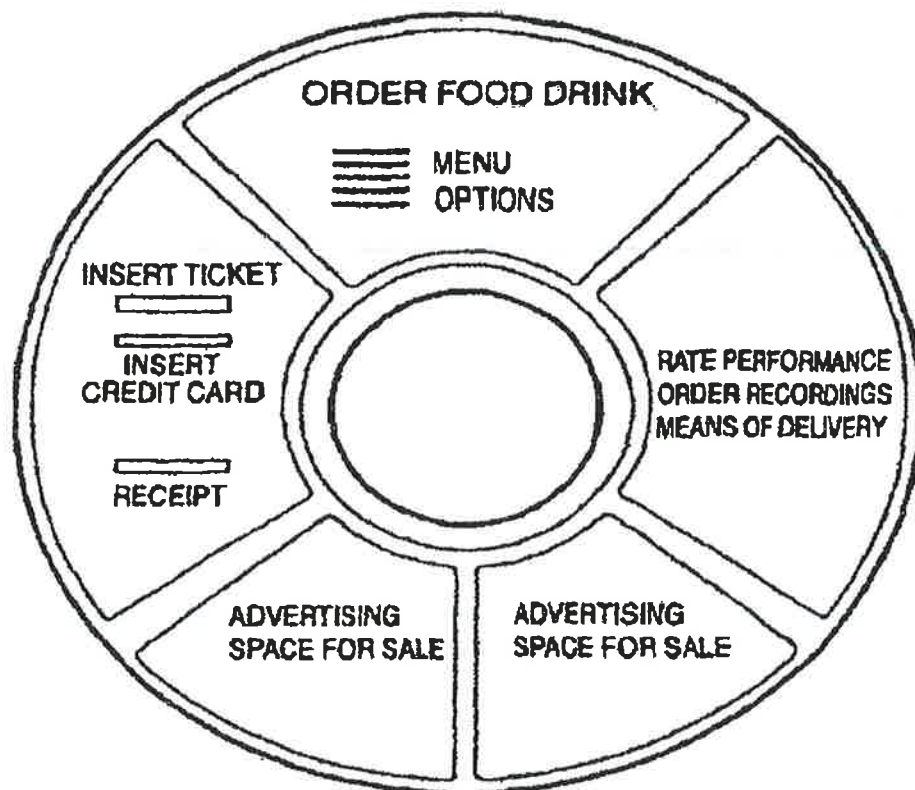 ORDER FOOD DRINK
MENU
OPTIONS
INSERT TICKET
INSERT
CREDIT CARD
RECEIPT
RATE PERFORMANCE
ORDER RECORDINGS
MEANS OF DELIVERY
ADVERTISING
SPACE FOR SALE
ADVERTISING
SPACE FOR SALE